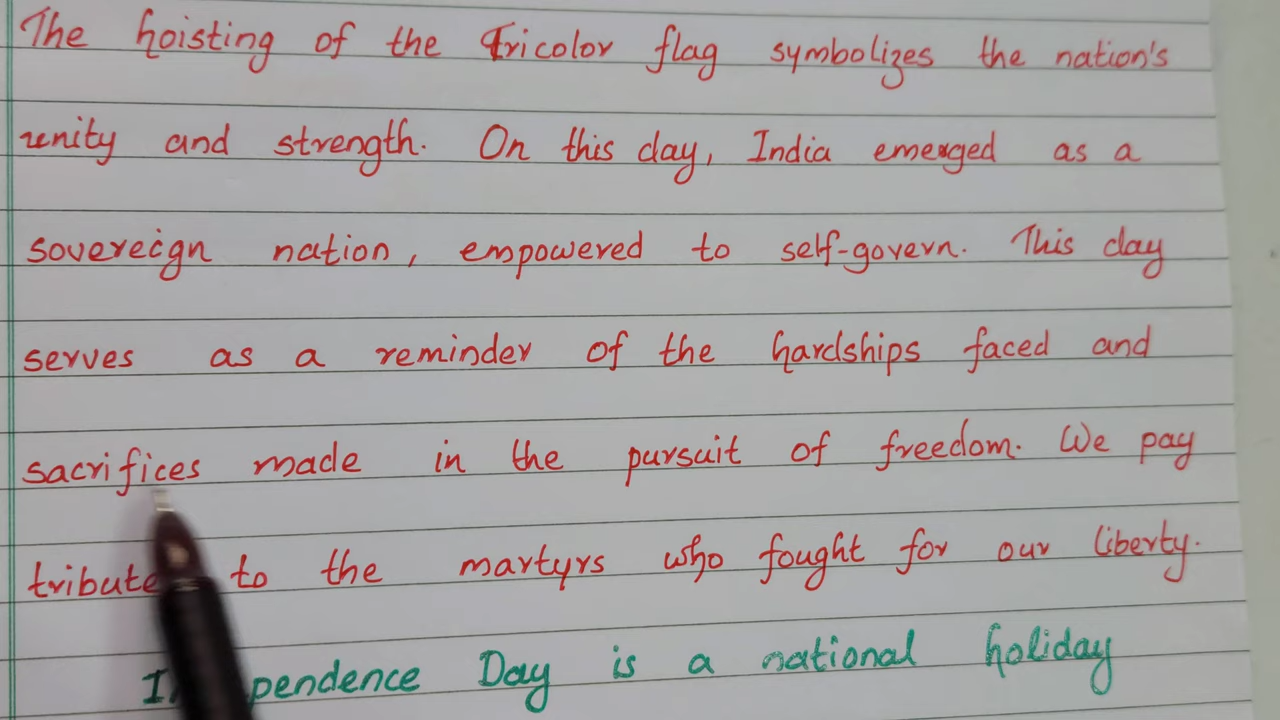 The hoisting of the Tricolor flag symbolizes the nation's
unity and strength. On this day, India emerged as a
sovereign nation, empowered to self-govern. This day
serves as a reminder of the hardships faced and
sacrifices made in the pursuit of freedom. We pay
tribute to the martyrs who fought for our liberty.
Day is a national holiday